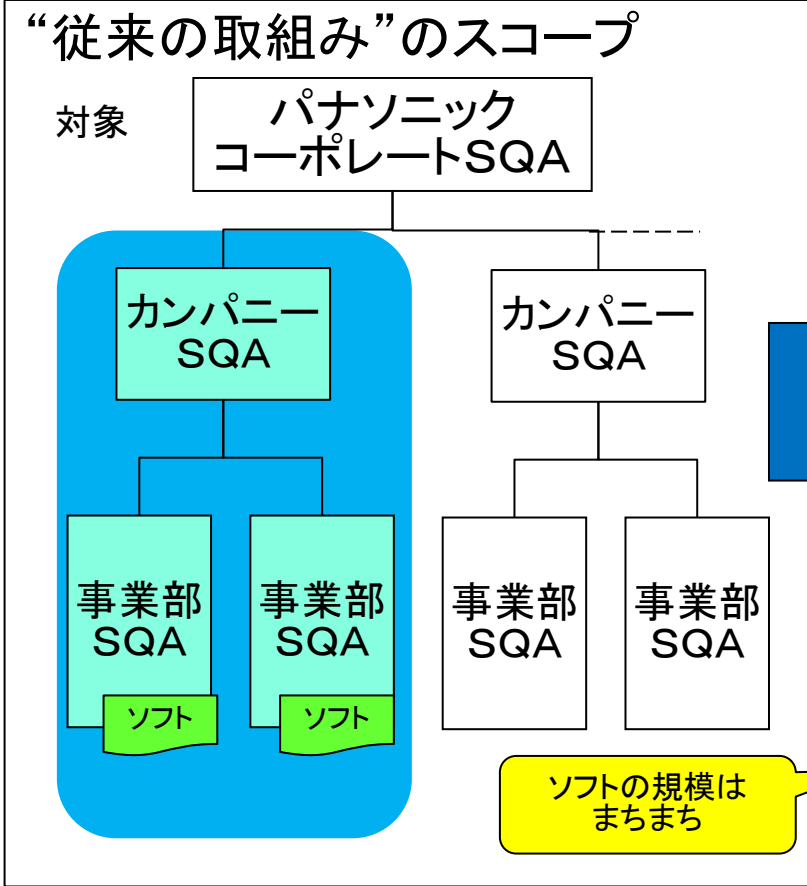 “従来の取組み”のスコープ
対象
パナソニック
コーポレートSQA
カンパニー
SQA
カンパニー
SQA
事業部
SQA
事業部
SQA
事業部
SQA
事業部
SQA
ソフト
ソフト
ソフトの規模は
まちまち